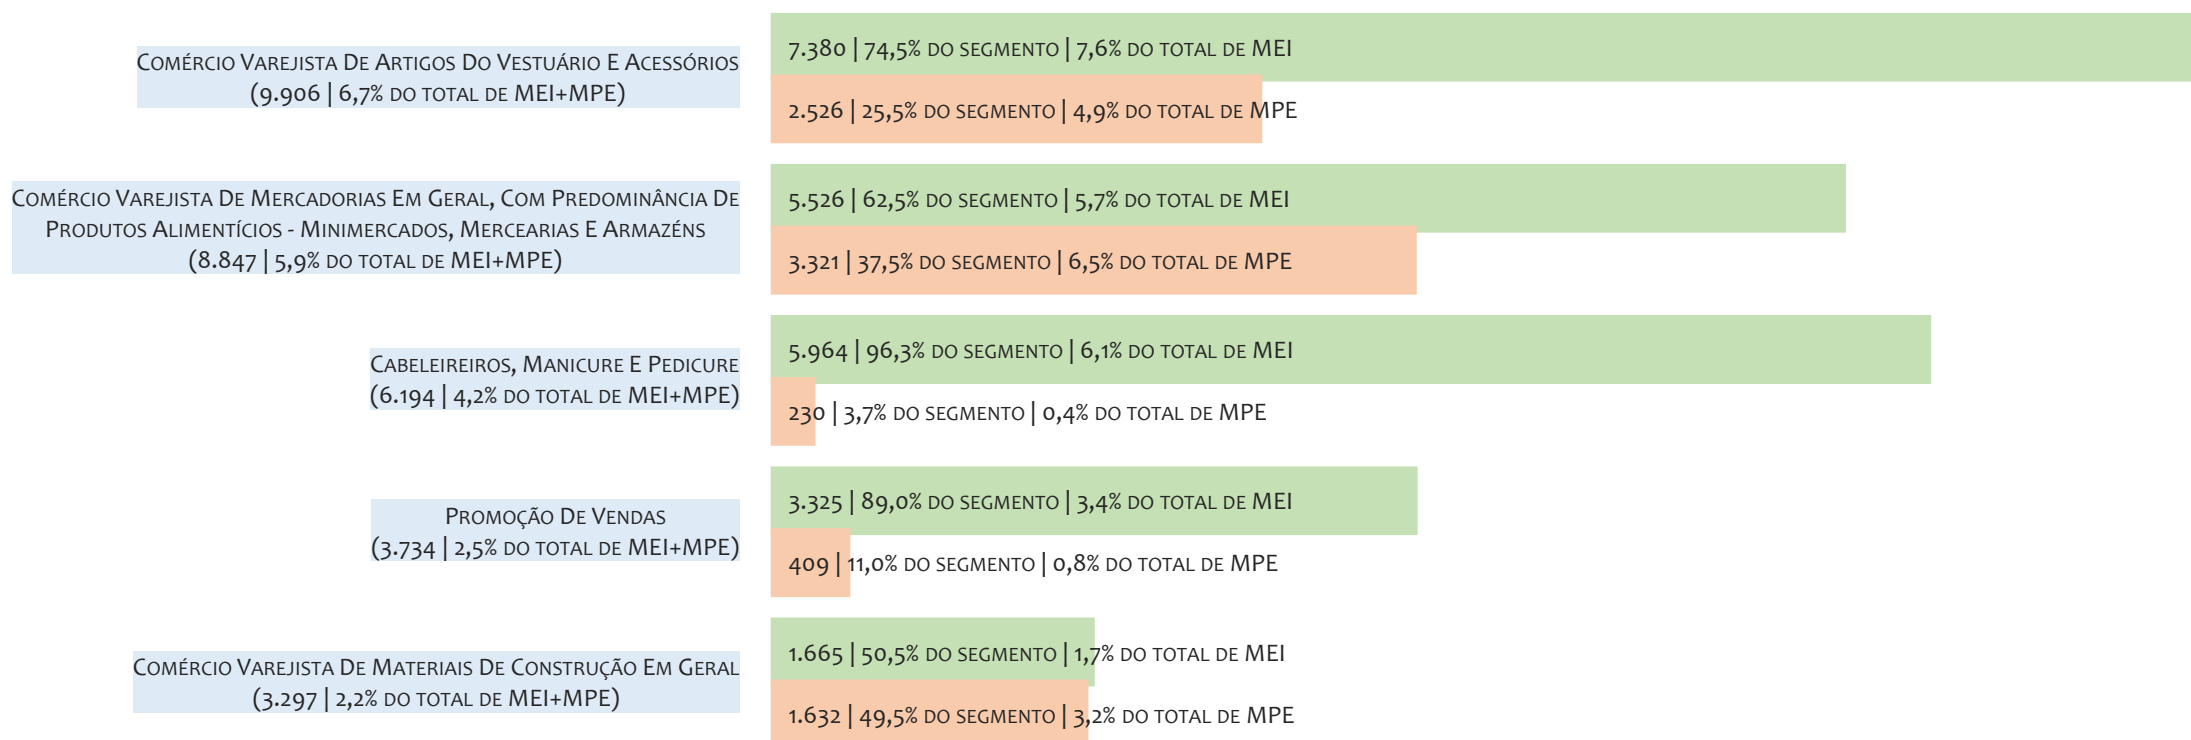 Comércio Varejista De Artigos Do Vestuário E Acessórios
(9.906 | 6,7% do total de MEI+MPE)
7.380 | 74,5% do segmento | 7,6% do total de MEI
2.526 | 25,5% do segmento | 4,9% do total de MPE
Comércio Varejista De Mercadorias Em Geral, Com Predominância De
Produtos Alimentícios - Minimercados, Mercearias E Armazéns
(8.847 | 5,9% do total de MEI+MPE)
5.526 | 62,5% do segmento | 5,7% do total de MEI
3.321 | 37,5% do segmento | 6,5% do total de MPE
Cabeleireiros, Manicure E Pedicure
(6.194 | 4,2% do total de MEI+MPE)
5.964 | 96,3% do segmento | 6,1% do total de MEI
230 | 3,7% do segmento | 0,4% do total de MPE
Promoção De Vendas
(3.734 | 2,5% do total de MEI+MPE)
3.325 | 89,0% do segmento | 3,4% do total de MEI
409 | 11,0% do segmento | 0,8% do total de MPE
Comércio Varejista De Materiais De Construção Em Geral
(3.297 | 2,2% do total de MEI+MPE)
1.665 | 50,5% do segmento | 1,7% do total de MEI
1.632 | 49,5% do segmento | 3,2% do total de MPE